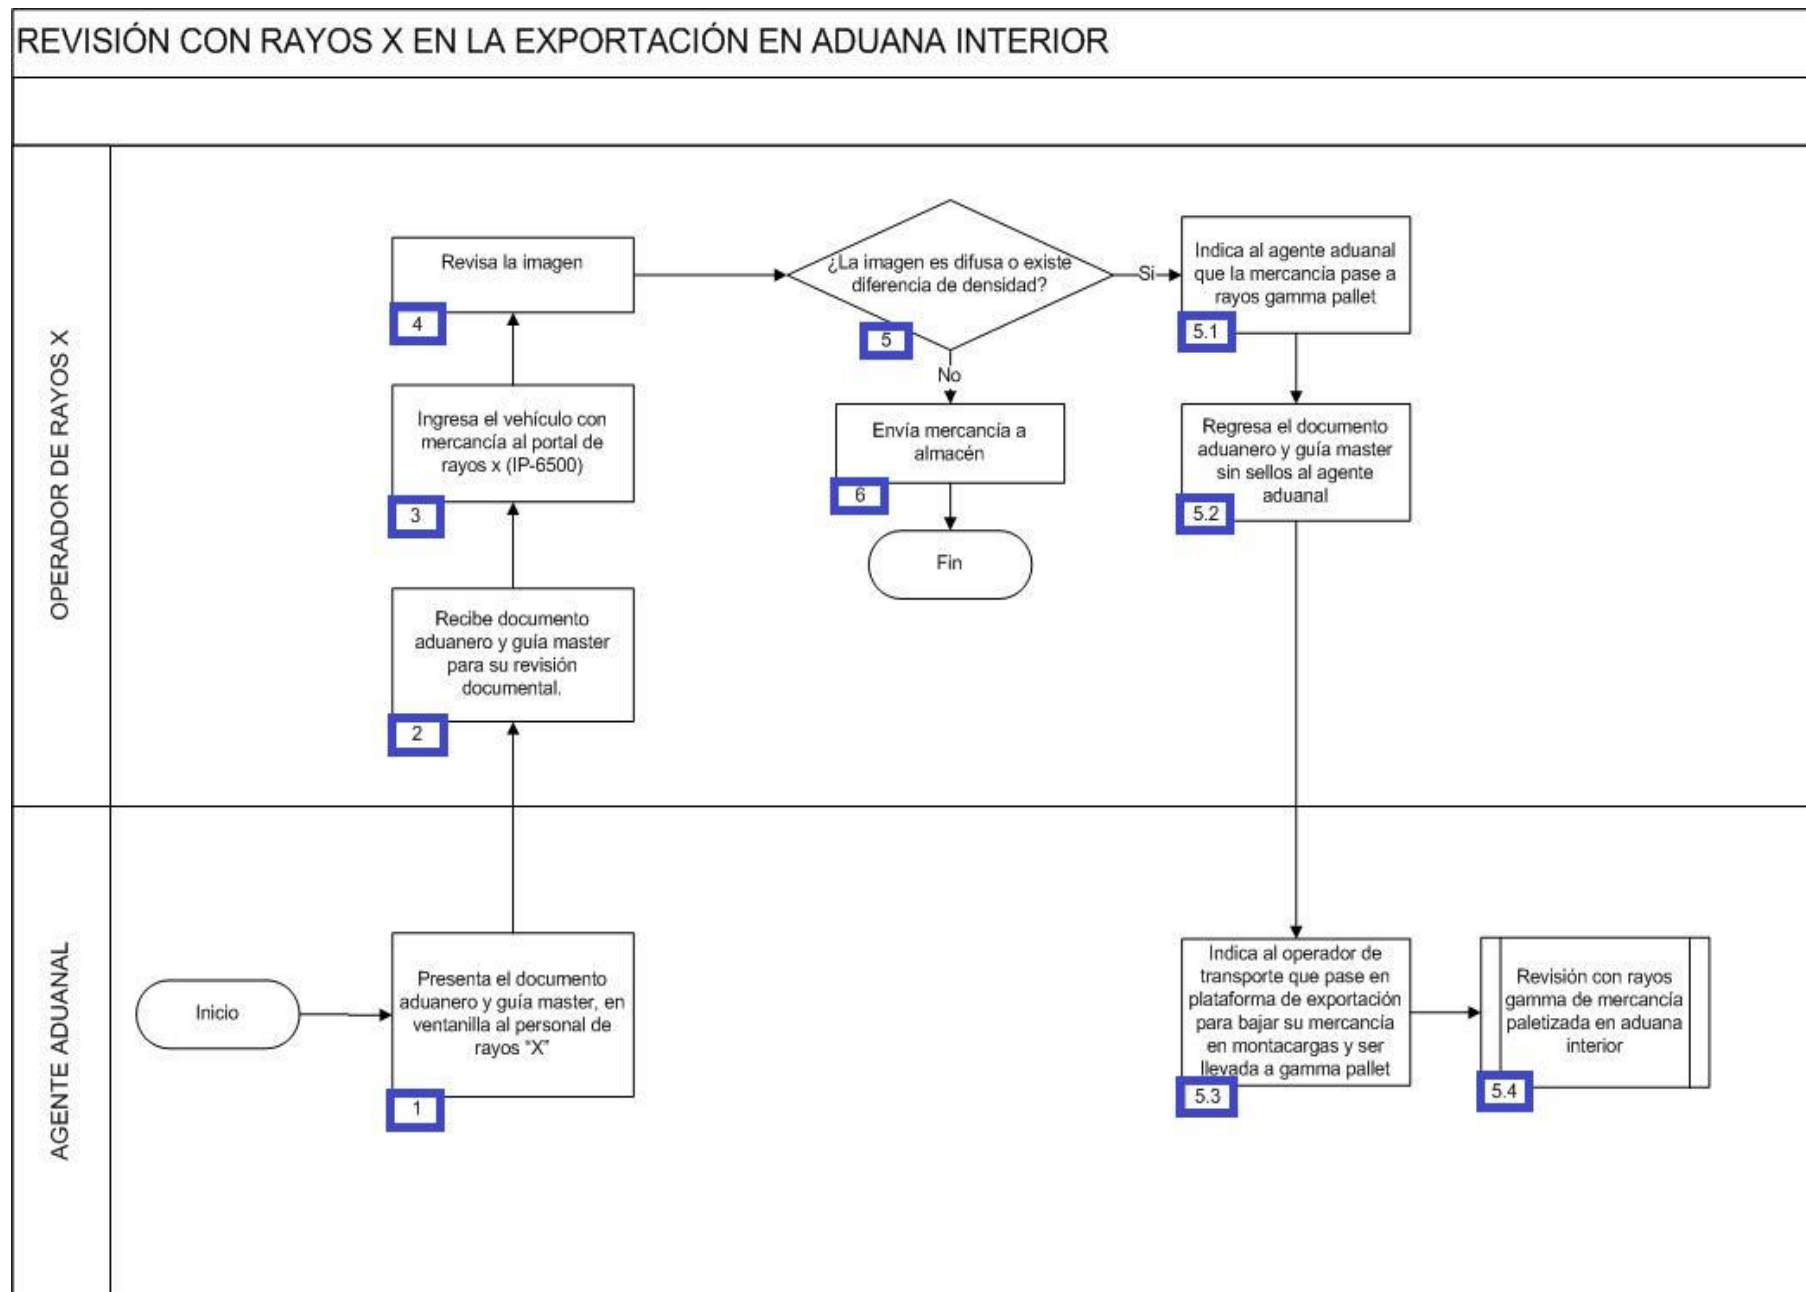 REVISIÓN CON RAYOS X EN LA EXPORTACIÓN EN ADUANA INTERIOR
OPERADOR DE RAYOS X
Revisa la imagen
4
¿La imagen es difusa o existe
diferencia de densidad?
5
Si
No
Indica al agente aduanal
que la mercancía pase a
rayos gamma pallet
5.1
Ingresa el vehículo con
mercancía al portal de
rayos x (IP-6500)
3
Envía mercancía a
almacén
6
Regresa el documento
aduanero y guía master
sin sellos al agente
aduanal
5.2
Fin
Recibe documento
aduanero y guía master
para su revisión
documental.
2
AGENTE ADUANAL
Inicio
Presenta el documento
aduanero y guía master, en
ventanilla al personal de
rayos “X”
1
Indica al operador de
transporte que pase en
plataforma de exportación
para bajar su mercancía
en montacargas y ser
llevada a gamma pallet
5.3
Revisión con rayos
gamma de mercancía
paletizada en aduana
interior
5.4